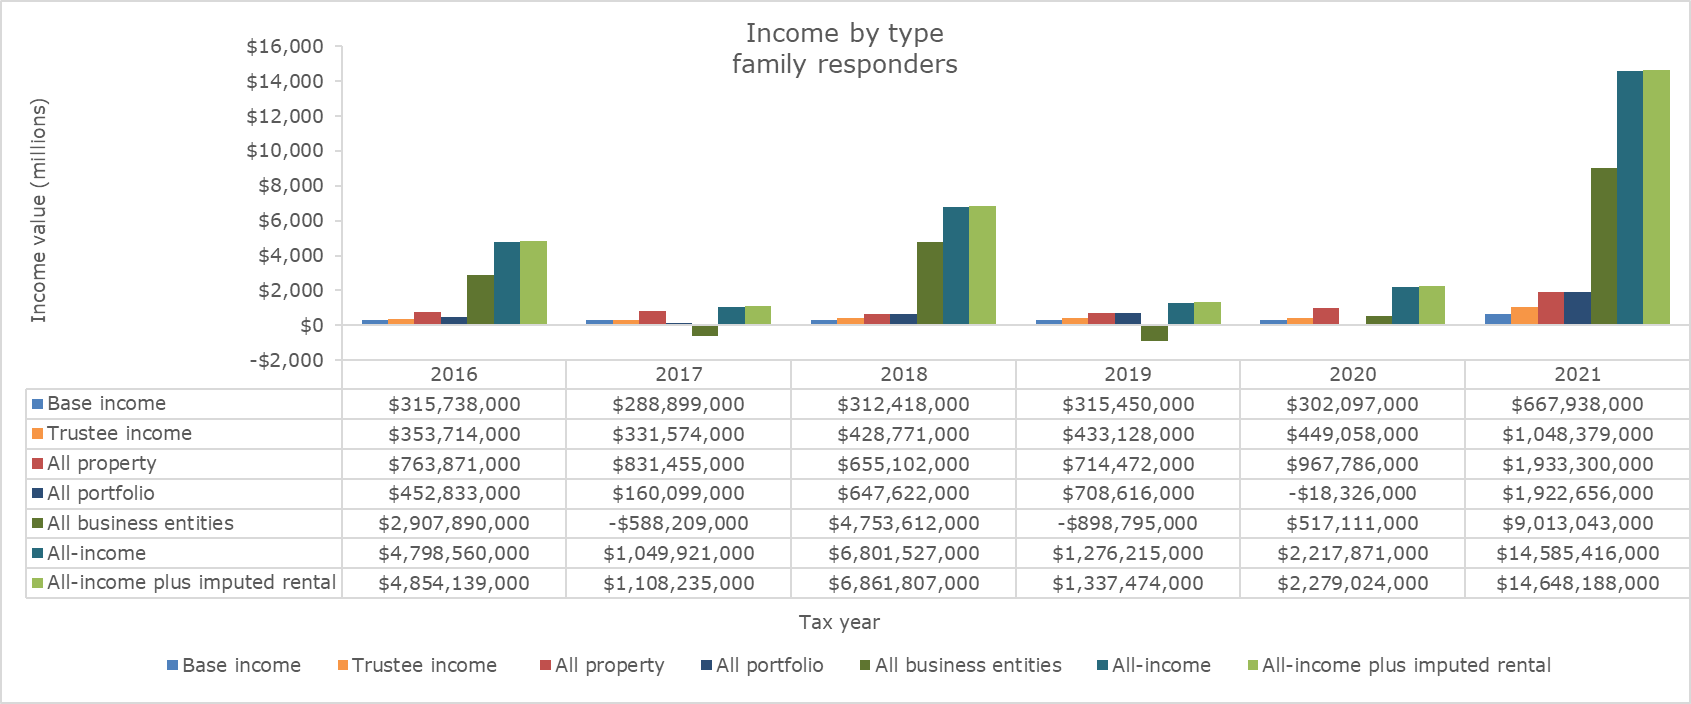 Income by type
family responders
Income value (millions)
$16,000
$14,000
$12,000
$10,000
$8,000
$6,000
$4,000
$2,000
$0
-$2,000
2016 2017 2018 2019 2020 2021
Base income $315,738,000 $288,899,000 $312,418,000 $315,450,000 $302,097,000 $667,938,000
Trustee income $353,714,000 $331,574,000 $428,771,000 $433,128,000 $449,058,000 $1,048,379,000
All property $763,871,000 $831,455,000 $655,102,000 $714,472,000 $967,786,000 $1,933,300,000
All portfolio $452,833,000 $160,099,000 $647,622,000 $708,616,000 -$18,326,000 $1,922,656,000
All business entities $2,907,890,000 -$588,209,000 $4,753,612,000 -$898,795,000 $517,111,000 $9,013,043,000
All-income $4,798,560,000 $1,049,921,000 $6,801,527,000 $1,276,215,000 $2,217,871,000 $14,585,416,000
All-income plus imputed rental $4,854,139,000 $1,108,235,000 $6,861,807,000 $1,337,474,000 $2,279,024,000 $14,648,188,000
Tax year
Base income Trustee income All property All portfolio All business entities All-income All-income plus imputed rental